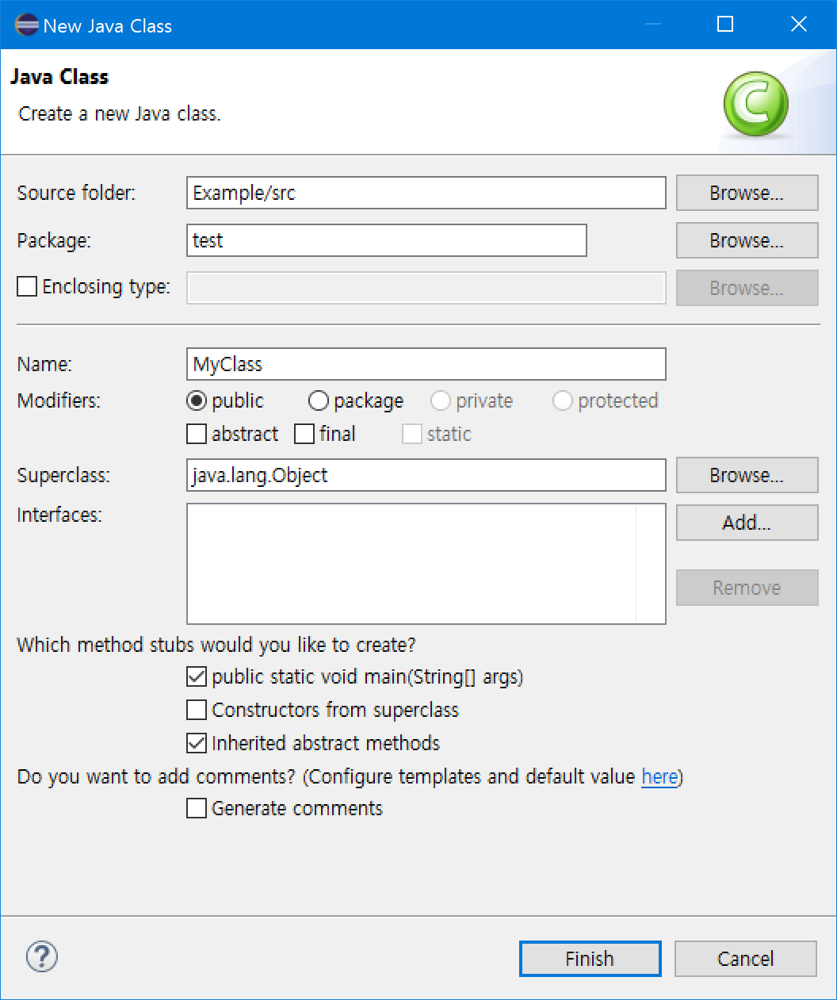 New Java Class
Java Class
Create a new Java class.
Source folder: Example/src Browse...
Package: test Browse...
Enclosing type: Browse...
Name: MyClass
Modifiers: public package private protected
abstract final static
Superclass: java.lang.Object Browse...
Interfaces: Add...
Remove
Which method stubs would you like to create?
public static void main(String[] args)
Constructors from superclass
Inherited abstract methods
Do you want to add comments? (Configure templates and default value here)
Generate comments
? Finish Cancel